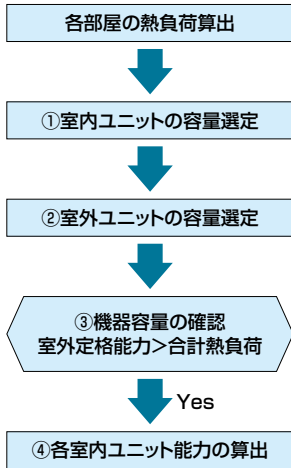 各部屋の熱負荷算出
①室内ユニットの容量選定
②室外ユニットの容量選定
③機器容量の確認
室外定格能力＞合計熱負荷
Yes
④各室内ユニット能力の算出